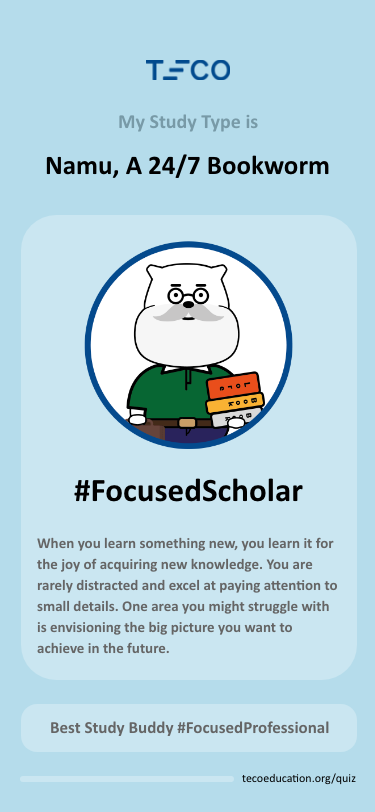 TECO
My Study Type is
Namu, A 24/7 Bookworm
#FocusedScholar
When you learn something new, you learn it for
the joy of acquiring new knowledge. You are
rarely distracted and excel at paying attention to
small details. One area you might struggle with
is envisioning the big picture you want to
achieve in the future.
Best Study Buddy #FocusedProfessional
tecoeducation.org/quiz